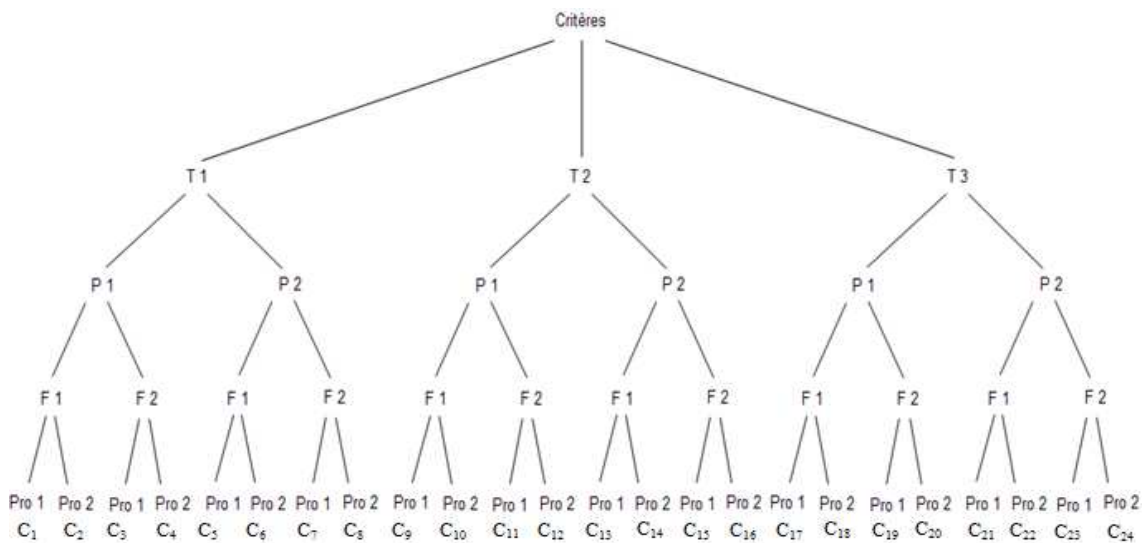 Critères
T 1 T 2 T 3
P 1 P 2 P 1 P 2 P 1 P 2
F 1 F 2 F 1 F 2 F 1 F 2 F 1 F 2 F 1 F 2 F 1 F 2
Pro 1 Pro 2 Pro 1 Pro 2 Pro 1 Pro 2 Pro 1 Pro 2 Pro 1 Pro 2 Pro 1 Pro 2 Pro 1 Pro 2 Pro 1 Pro 2 Pro 1 Pro 2 Pro 1 Pro 2 Pro 1 Pro 2 Pro 1 Pro 2
C₁ C₂ C₃ C₄ C₅ C₆ C₇ C₈ C₉ C₁₀ C₁₁ C₁₂ C₁₃ C₁₄ C₁₅ C₁₆ C₁₇ C₁₈ C₁₉ C₂₀ C₂₁ C₂₂ C₂₃ C₂₄